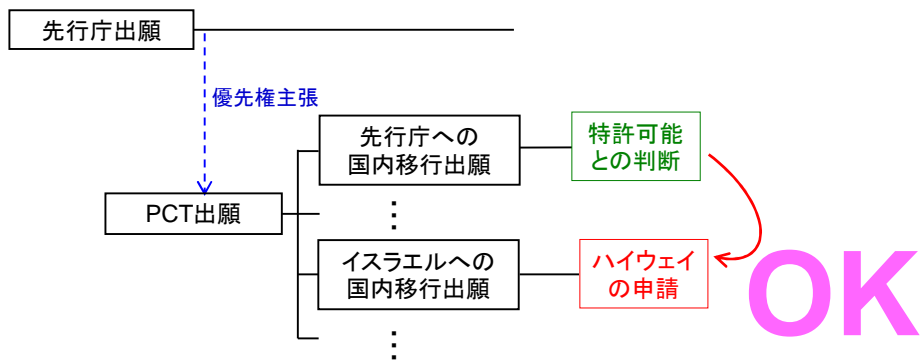 先行庁出願
優先権主張
先行庁への
国内移行出願
特許可能
との判断
PCT出願
⋮
イスラエルへの
国内移行出願
ハイウェイ
の申請
OK
⋮